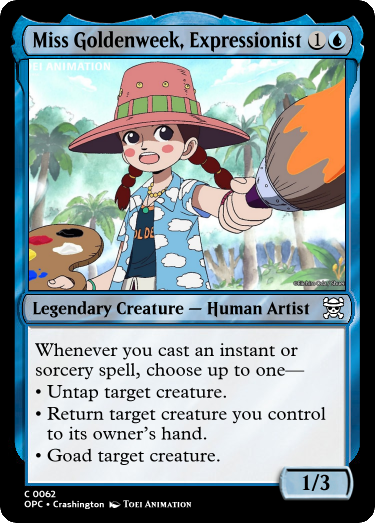 Miss Goldenweek, Expressionist 1
TOEI ANIMATION
Legendary Creature — Human Artist
Whenever you cast an instant or
sorcery spell, choose up to one—
• Untap target creature.
• Return target creature you control
to its owner's hand.
• Goad target creature.
1/3
C 0062
OPC • Crashington TOEI ANIMATION